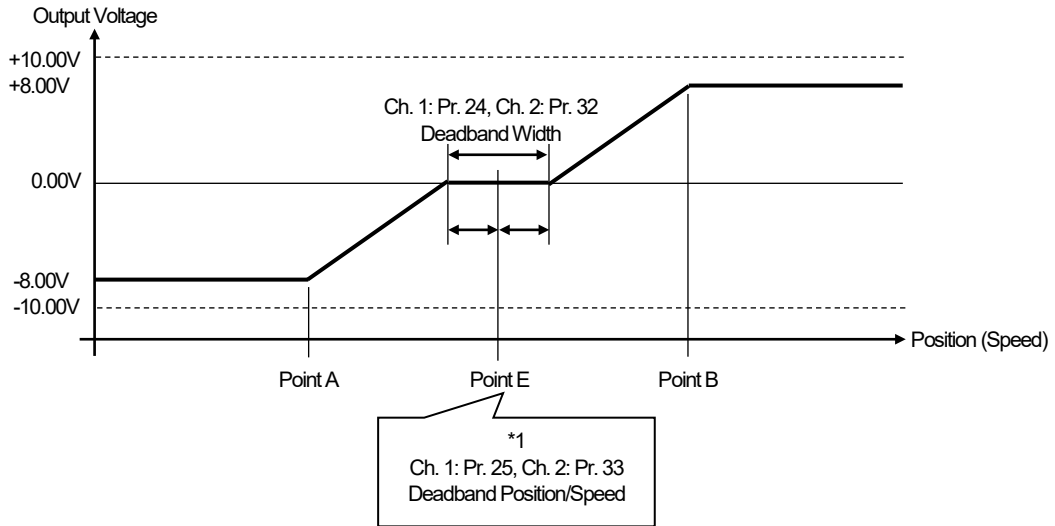 Output Voltage
+10.00V
+8.00V
Ch. 1: Pr. 24, Ch. 2: Pr. 32
Deadband Width
0.00V
-8.00V
-10.00V
Position (Speed)
Point A
Point E
Point B
*1
Ch. 1: Pr. 25, Ch. 2: Pr. 33
Deadband Position/Speed